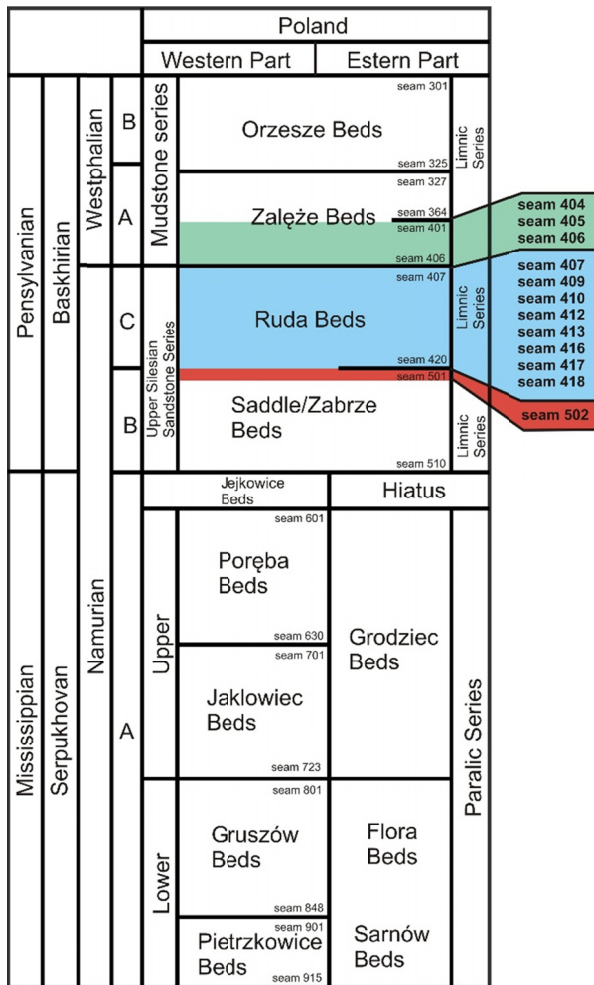 Poland
Western Part
Estern Part
Pensylvanian
Baskhirian
Westphalian
B
A
Mudstone series
seam 301
Orzesze Beds
seam 325
Limnic
Series
seam 327
Zalęże Beds
seam 364
seam 401
seam 406
seam 404
seam 405
seam 406
Namurian
C
B
Upper Silesian
Sandstone Series
seam 407
Ruda Beds
seam 420
Limnic
Series
seam 407
seam 409
seam 410
seam 412
seam 413
seam 416
seam 417
seam 418
seam 501
Saddle/Zabrze
Beds
seam 510
Limnic
Series
seam 502
Mississippian
Serpukhovan
A
Jejkowice
Beds
Hiatus
Upper
seam 601
Poręba
Beds
seam 630
seam 701
Jaklowiec
Beds
seam 723
Grodziec
Beds
Paralic Series
Lower
seam 801
Gruszów
Beds
seam 848
seam 901
Pietrzkowice
Beds
seam 915
Flora
Beds
Sarnów
Beds